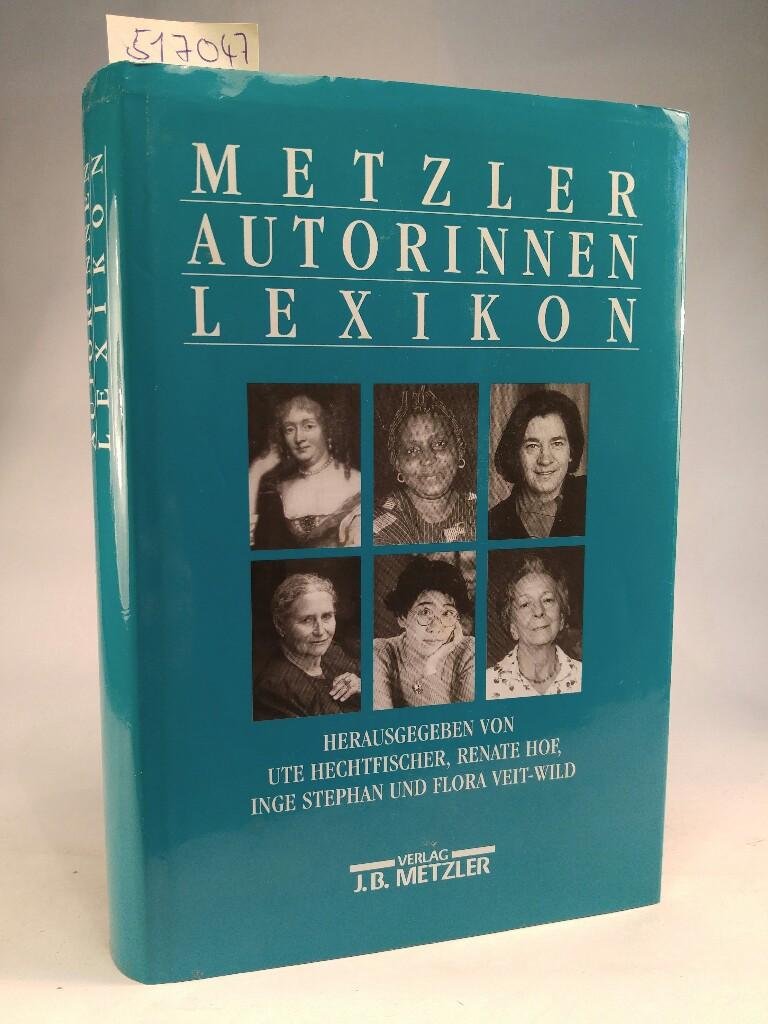 517047
METZLER
AUTORINNEN
LEXIKON
AUTORINNEN
LEXIKON
HERAUSGEGEBEN VON
UTE HECHTFISCHER, RENATE HOF,
INGE STEPHAN UND FLORA VEIT-WILD
VERLAG
J.B. METZLER